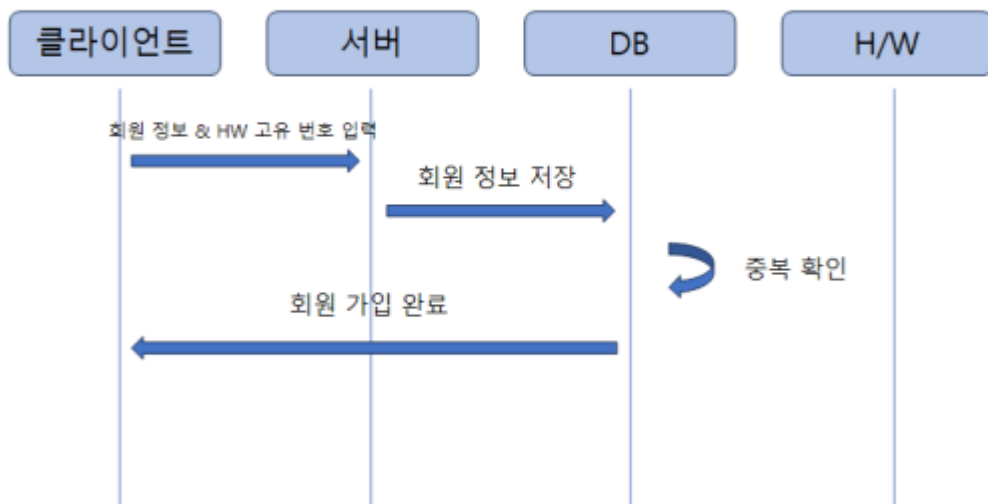 클라이언트
서버
DB
H/W
회원 정보 & HW 고유 번호 입력
회원 정보 저장
중복 확인
회원 가입 완료